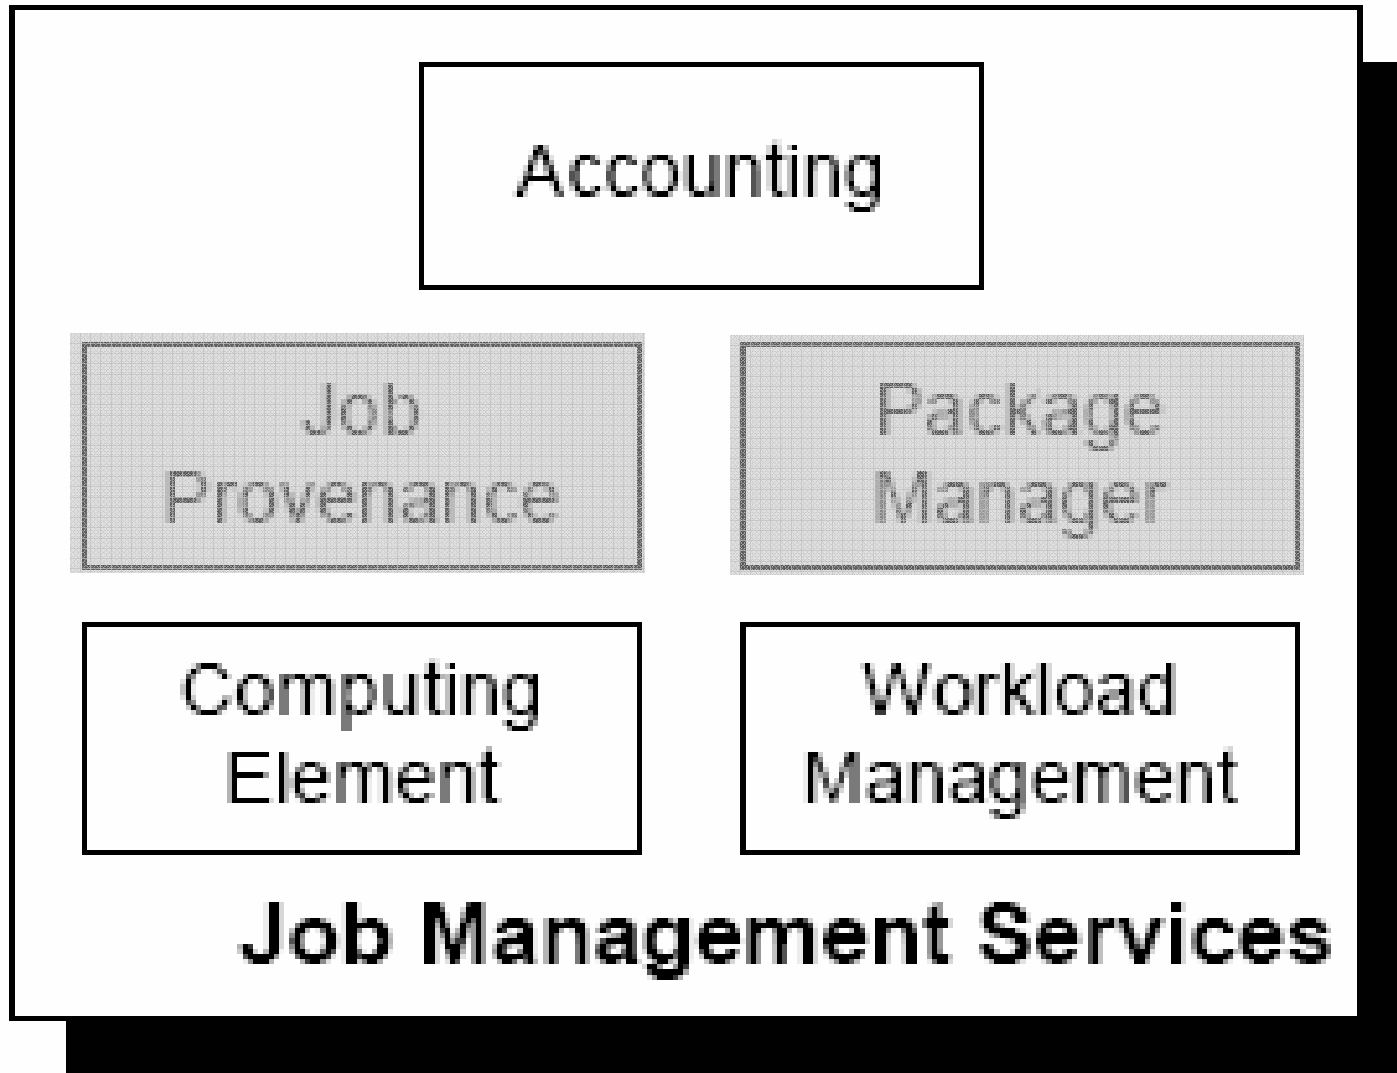 Accounting
Job
Provenance
Package
Manager
Computing
Element
Workload
Management
Job Management Services